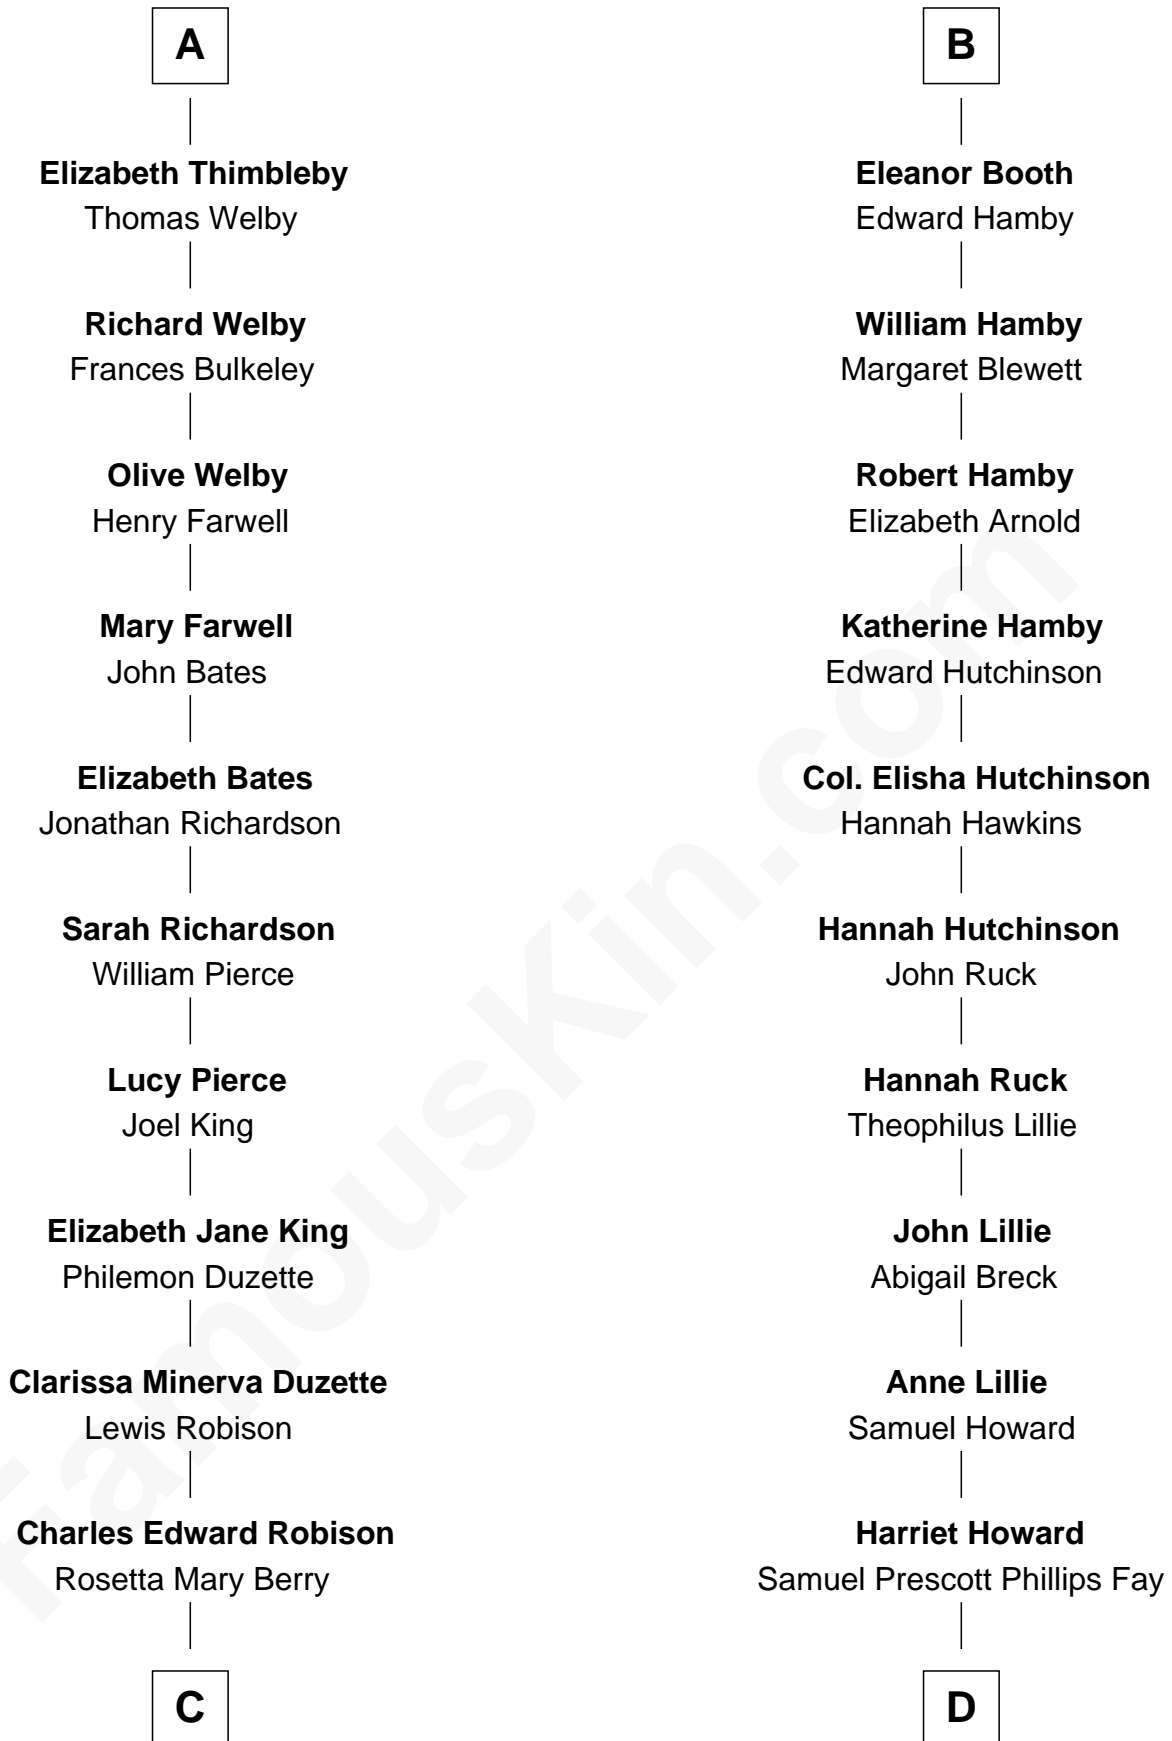 A
Elizabeth Thimbleby
Thomas Welby
Richard Welby
Frances Bulkeley
Olive Welby
Henry Farwell
Mary Farwell
John Bates
Elizabeth Bates
Jonathan Richardson
Sarah Richardson
William Pierce
Lucy Pierce
Joel King
Elizabeth Jane King
Philemon Duzette
Clarissa Minerva Duzette
Lewis Robison
Charles Edward Robison
Rosetta Mary Berry
C
B
Eleanor Booth
Edward Hamby
William Hamby
Margaret Blewett
Robert Hamby
Elizabeth Arnold
Katherine Hamby
Edward Hutchinson
Col. Elisha Hutchinson
Hannah Hawkins
Hannah Hutchinson
John Ruck
Hannah Ruck
Theophilus Lillie
John Lillie
Abigail Breck
Anne Lillie
Samuel Howard
Harriet Howard
Samuel Prescott Phillips Fay
D
FamousKin.com